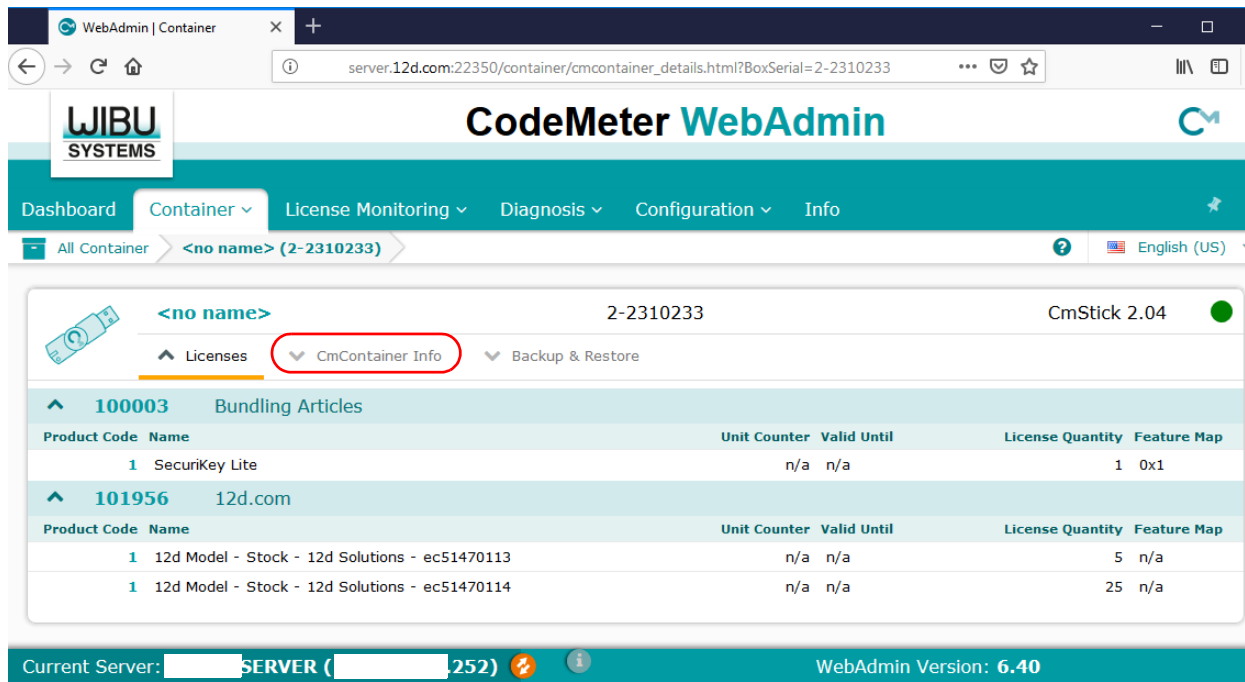 WebAdmin | Container
server.12d.com:22350/container/cmcontainer_details.html?BoxSerial=2-2310233
WIBU
SYSTEMS
CodeMeter WebAdmin
CM
Dashboard Container License Monitoring Diagnosis Configuration Info
All Container <no name> (2-2310233) English (US)
<no name> 2-2310233 CmStick 2.04
Licenses CmContainer Info Backup & Restore
100003 Bundling Articles
Product Code Name Unit Counter Valid Until License Quantity Feature Map
1 SecuriKey Lite n/a n/a 1 0x1
101956 12d.com
Product Code Name Unit Counter Valid Until License Quantity Feature Map
1 12d Model - Stock - 12d Solutions - ec51470113 n/a n/a 5 n/a
1 12d Model - Stock - 12d Solutions - ec51470114 n/a n/a 25 n/a
Current Server: SERVER ( .252) WebAdmin Version: 6.40